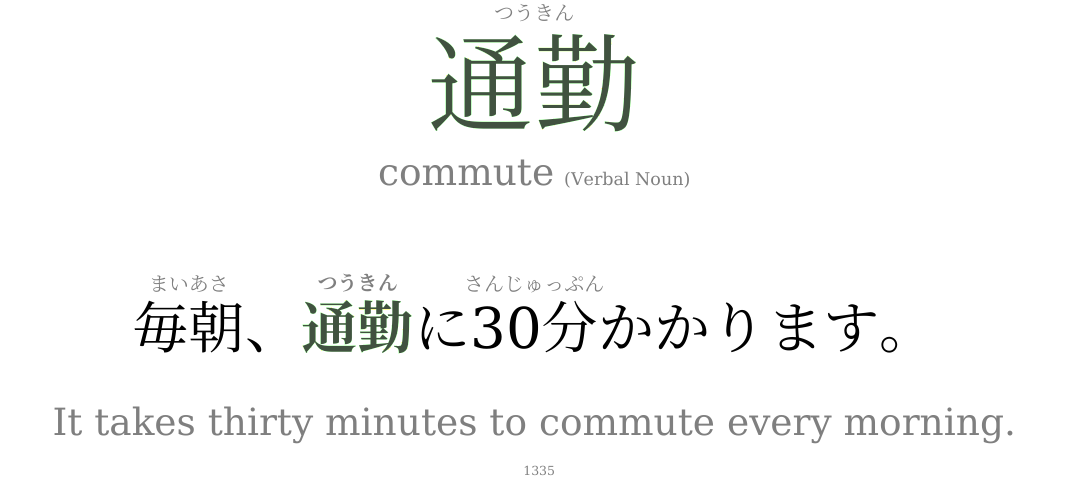 つうきん
通勤
commute (Verbal Noun)
まいあさ つうきん さんじゅっぷん
毎朝、通勤に30分かかります。
It takes thirty minutes to commute every morning.
1335